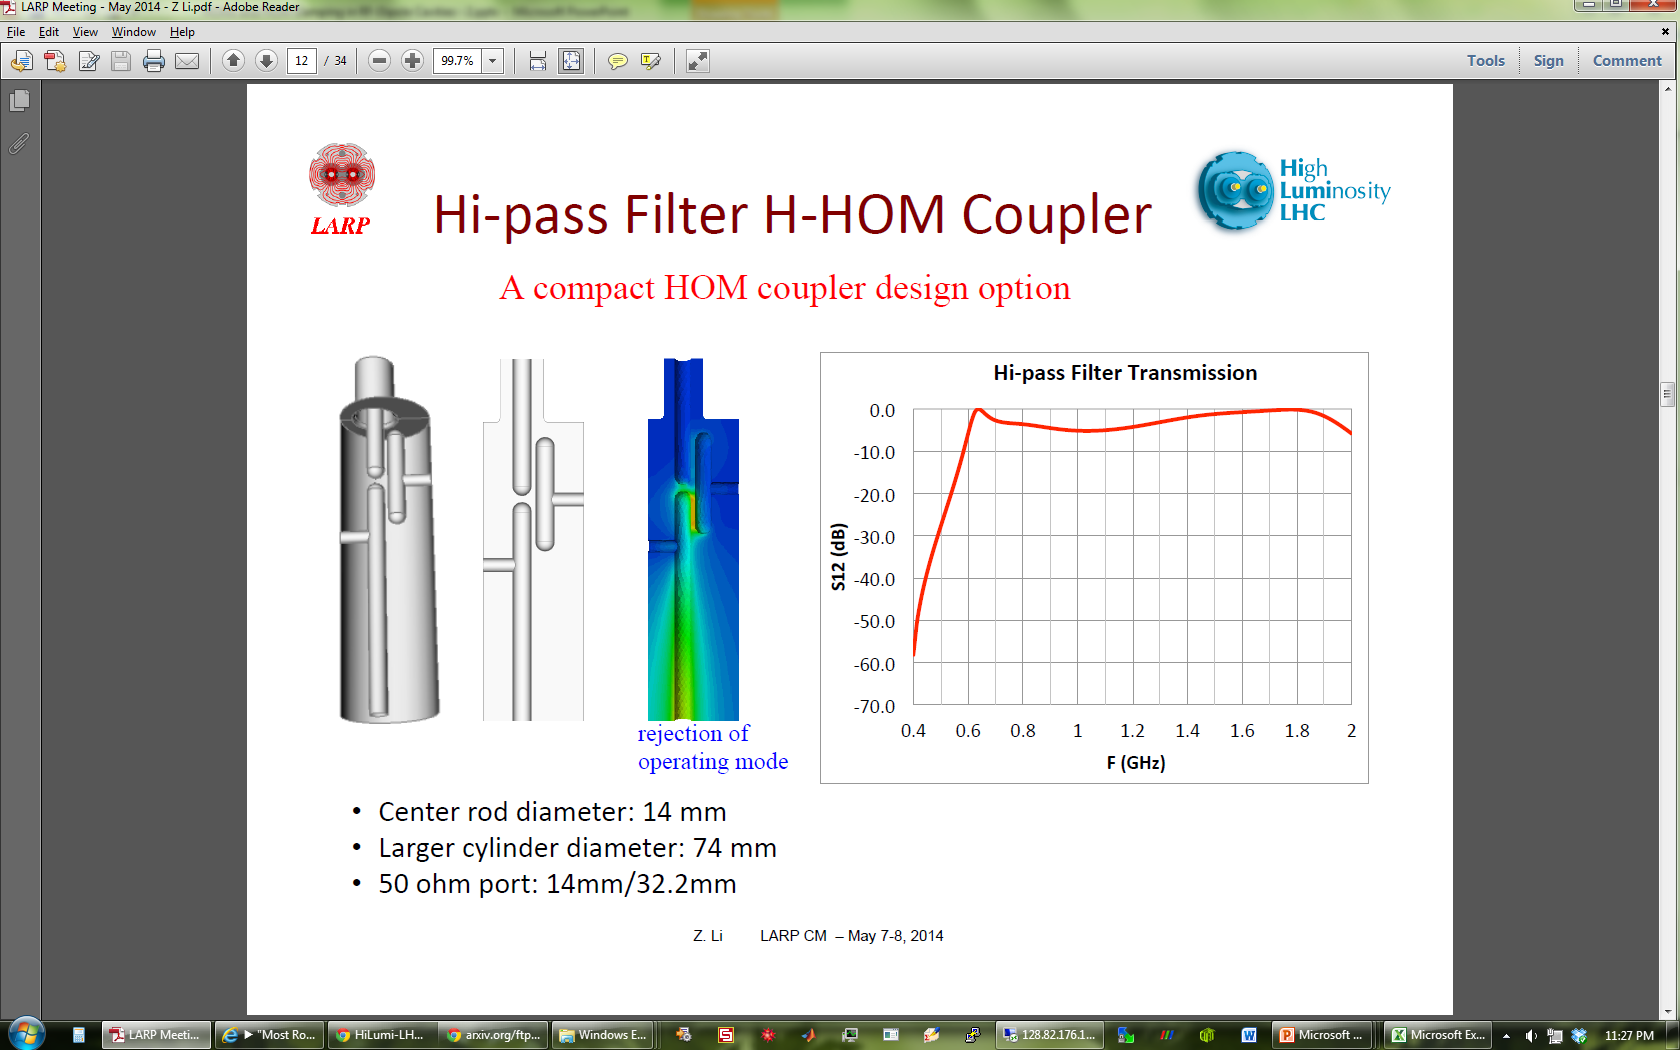 LARP Meeting - May 2014 - Z Li.pdf - Adobe Reader
File Edit View Window Help
12 / 34 99.7% Tools Sign Comment
LARP
Hi-pass Filter H-HOM Coupler
High
Luminosity
LHC
A compact HOM coupler design option
Hi-pass Filter Transmission
0.0
-10.0
-20.0
-30.0
-40.0
-50.0
-60.0
-70.0
S12 (dB)
0.4 0.6 0.8 1 1.2 1.4 1.6 1.8 2
F (GHz)
rejection of
operating mode
• Center rod diameter: 14 mm
• Larger cylinder diameter: 74 mm
• 50 ohm port: 14mm/32.2mm
Z. Li LARP CM – May 7-8, 2014
LARP Meeti... "Most Ro... HiLumi-LH... arxiv.org/ftp... Windows E... 128.82.176.1... Microsoft ... Microsoft Ex... 11:27 PM